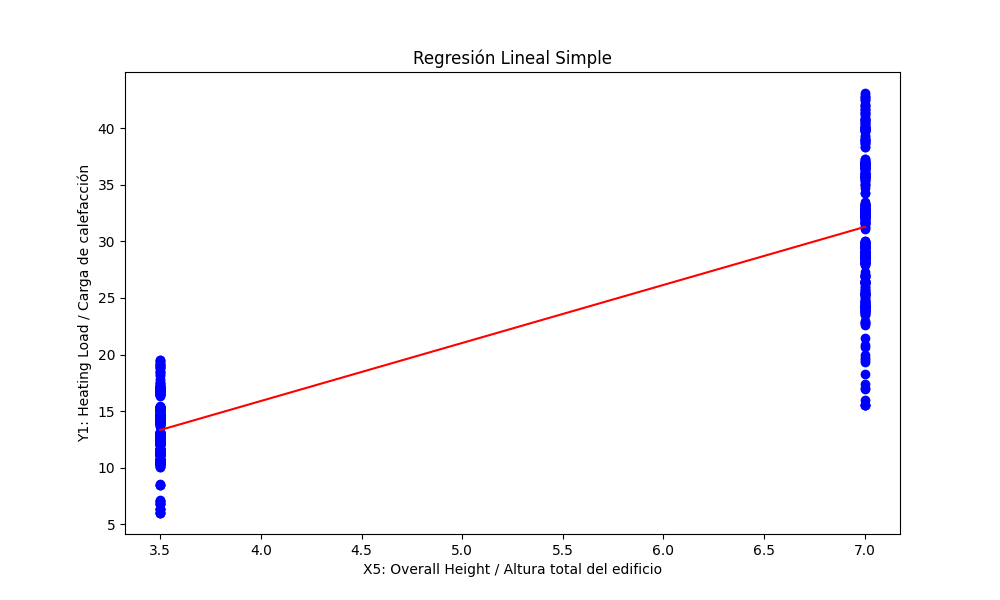 Regresión Lineal Simple
Y1: Heating Load / Carga de calefacción
40
35
30
25
20
15
10
5
3.5 4.0 4.5 5.0 5.5 6.0 6.5 7.0
X5: Overall Height / Altura total del edificio